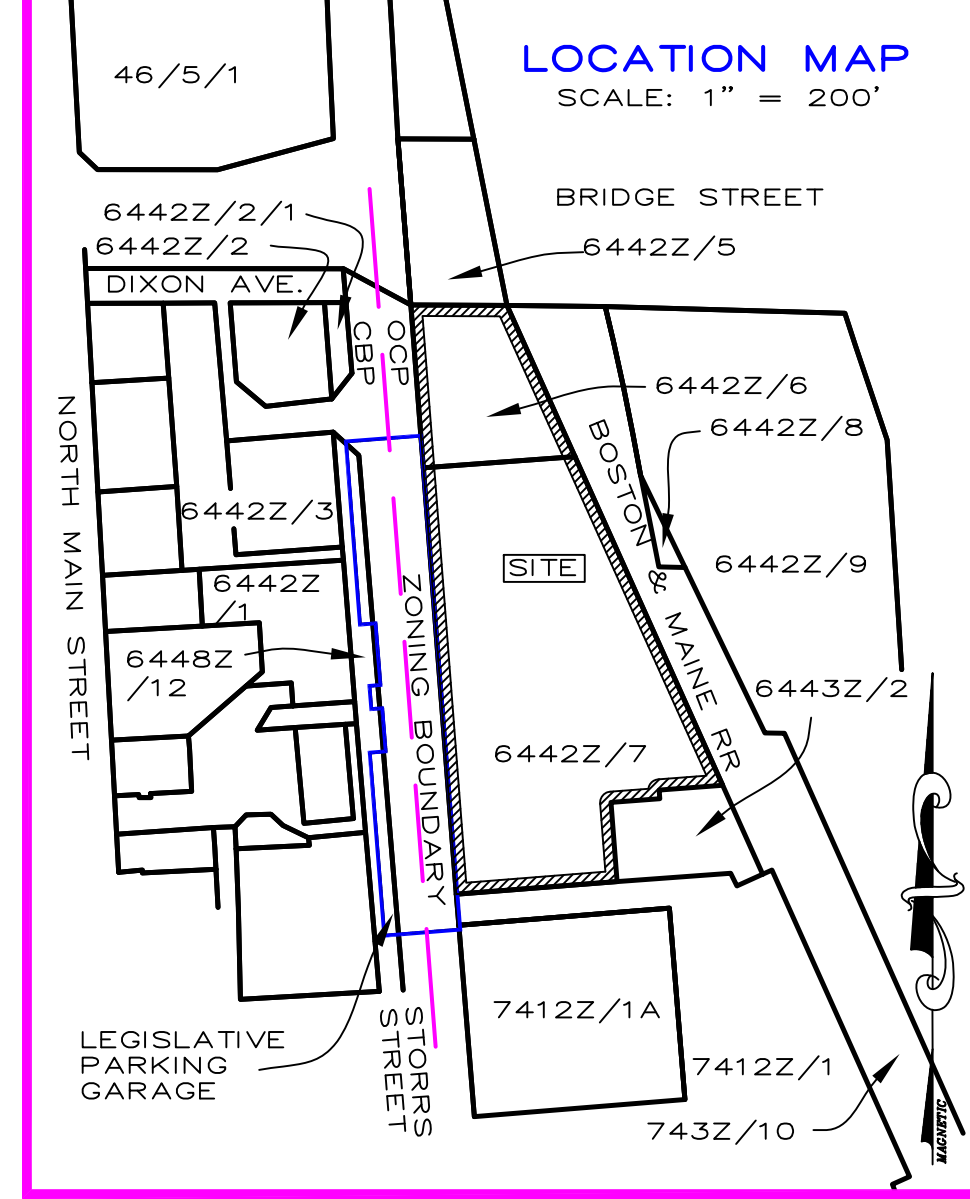 LOCATION MAP
SCALE: 1" = 200'
46/5/1
BRIDGE STREET
6442Z/2/1
6442Z/2
6442Z/5
DIXON AVE.
OCP
CBP
6442Z/6
6442Z/8
NORTH MAIN STREET
BOSTON & MAINE RR
6442Z/3
SITE
6442Z/9
6442Z
/1
ZONING BOUNDARY
6448Z
/12
6443Z/2
6442Z/7
7412Z/1A
LEGISLATIVE
PARKING
GARAGE
STORRS
STREET
7412Z/1
743Z/10
MAGNETIC